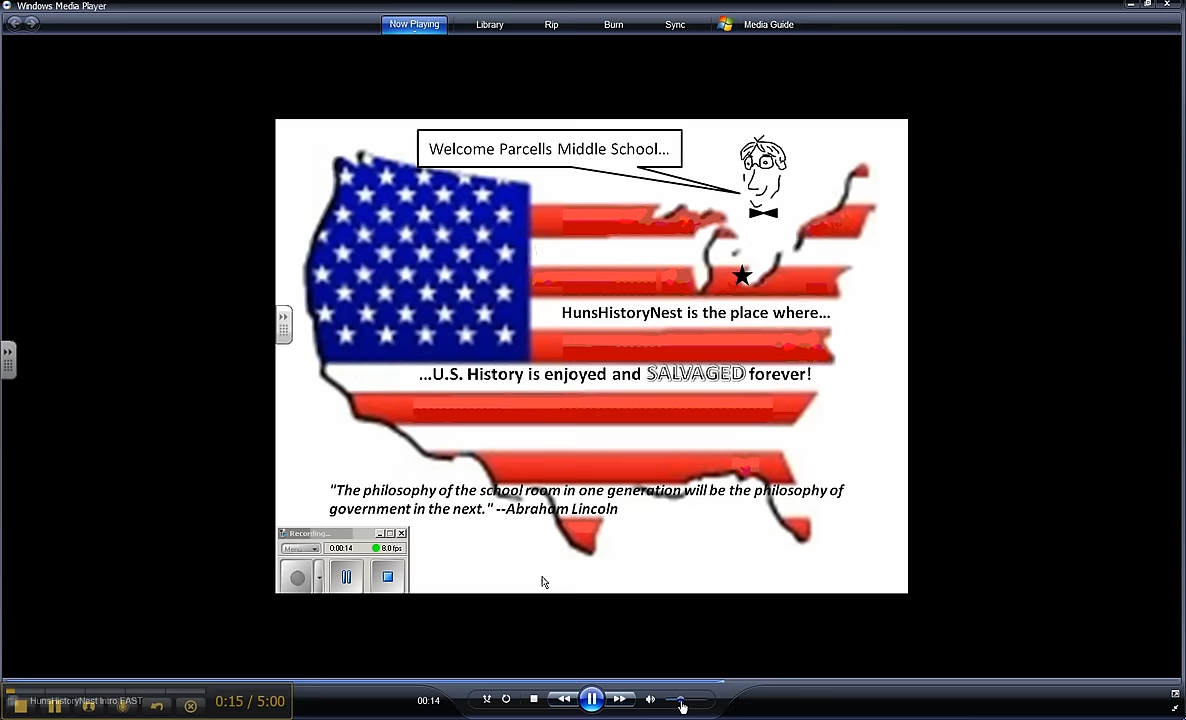 Windows Media Player
Now Playing
Library
Rip
Burn
Sync
Media Guide
Welcome Parcells Middle School...
HunsHistoryNest is the place where...
...U.S. History is enjoyed and SALVAGED forever!
"The philosophy of the school room in one generation will be the philosophy of
government in the next." --Abraham Lincoln
Recording...
Menu
0:00:14
8.0 fps
HunsHistoryNest Intro EAST
0:15 / 5:00
00:14